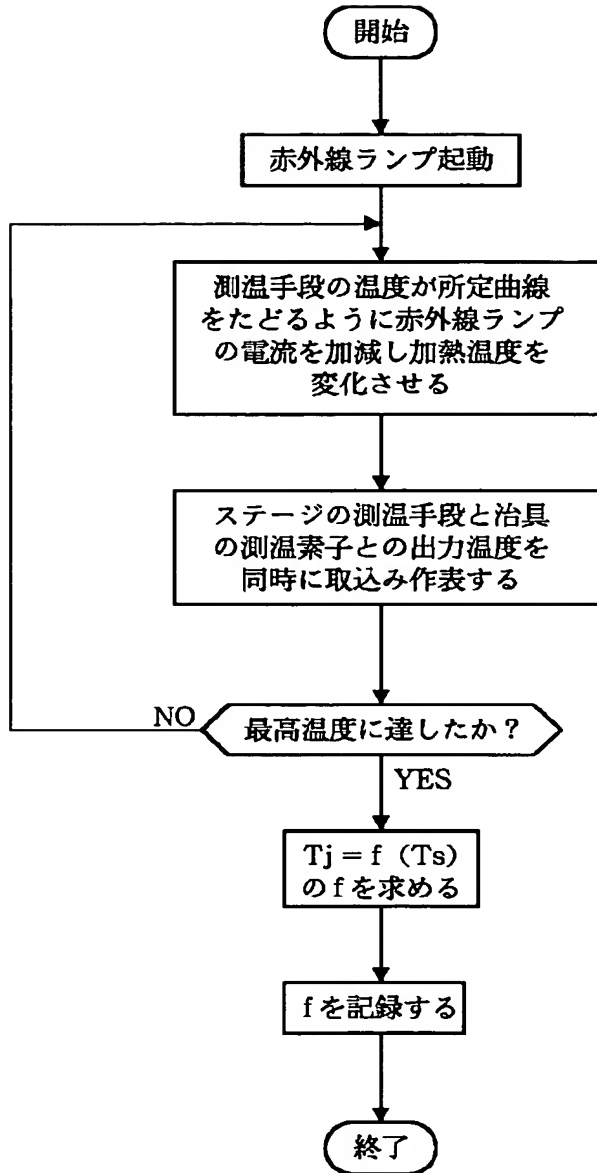 開始
赤外線ランプ起動
測温手段の温度が所定曲線
をたどるように赤外線ランプ
の電流を加減し加熱温度を
変化させる
ステージの測温手段と治具
の測温素子との出力温度を
同時に取込み作表する
NO
最高温度に達したか？
YES
Tj = f (Ts)
のfを求める
fを記録する
終了